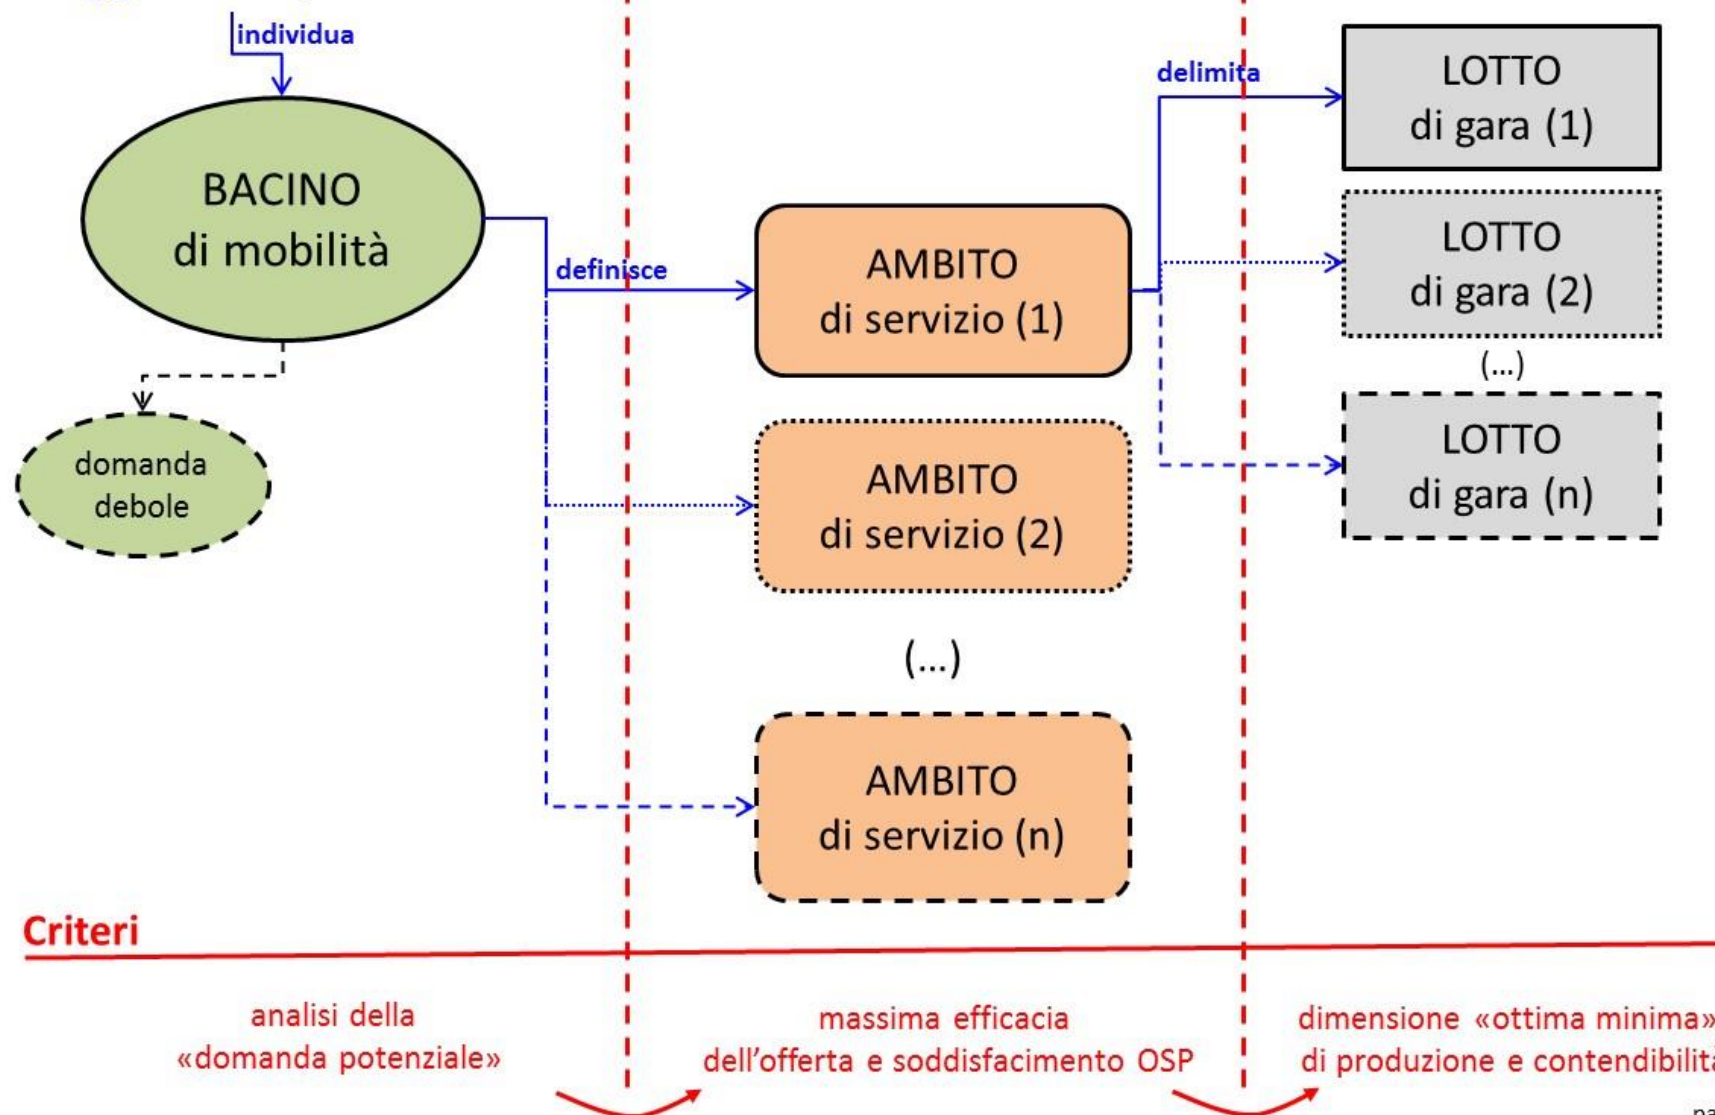 individua
BACINO
di mobilità
domanda
debole
definisce
AMBITO
di servizio (1)
AMBITO
di servizio (2)
(...)
AMBITO
di servizio (n)
delimita
LOTTO
di gara (1)
LOTTO
di gara (2)
(...)
LOTTO
di gara (n)
Criteri
analisi della
«domanda potenziale»
massima efficacia
dell'offerta e soddisfacimento OSP
dimensione «ottima minima»
di produzione e contendibilità